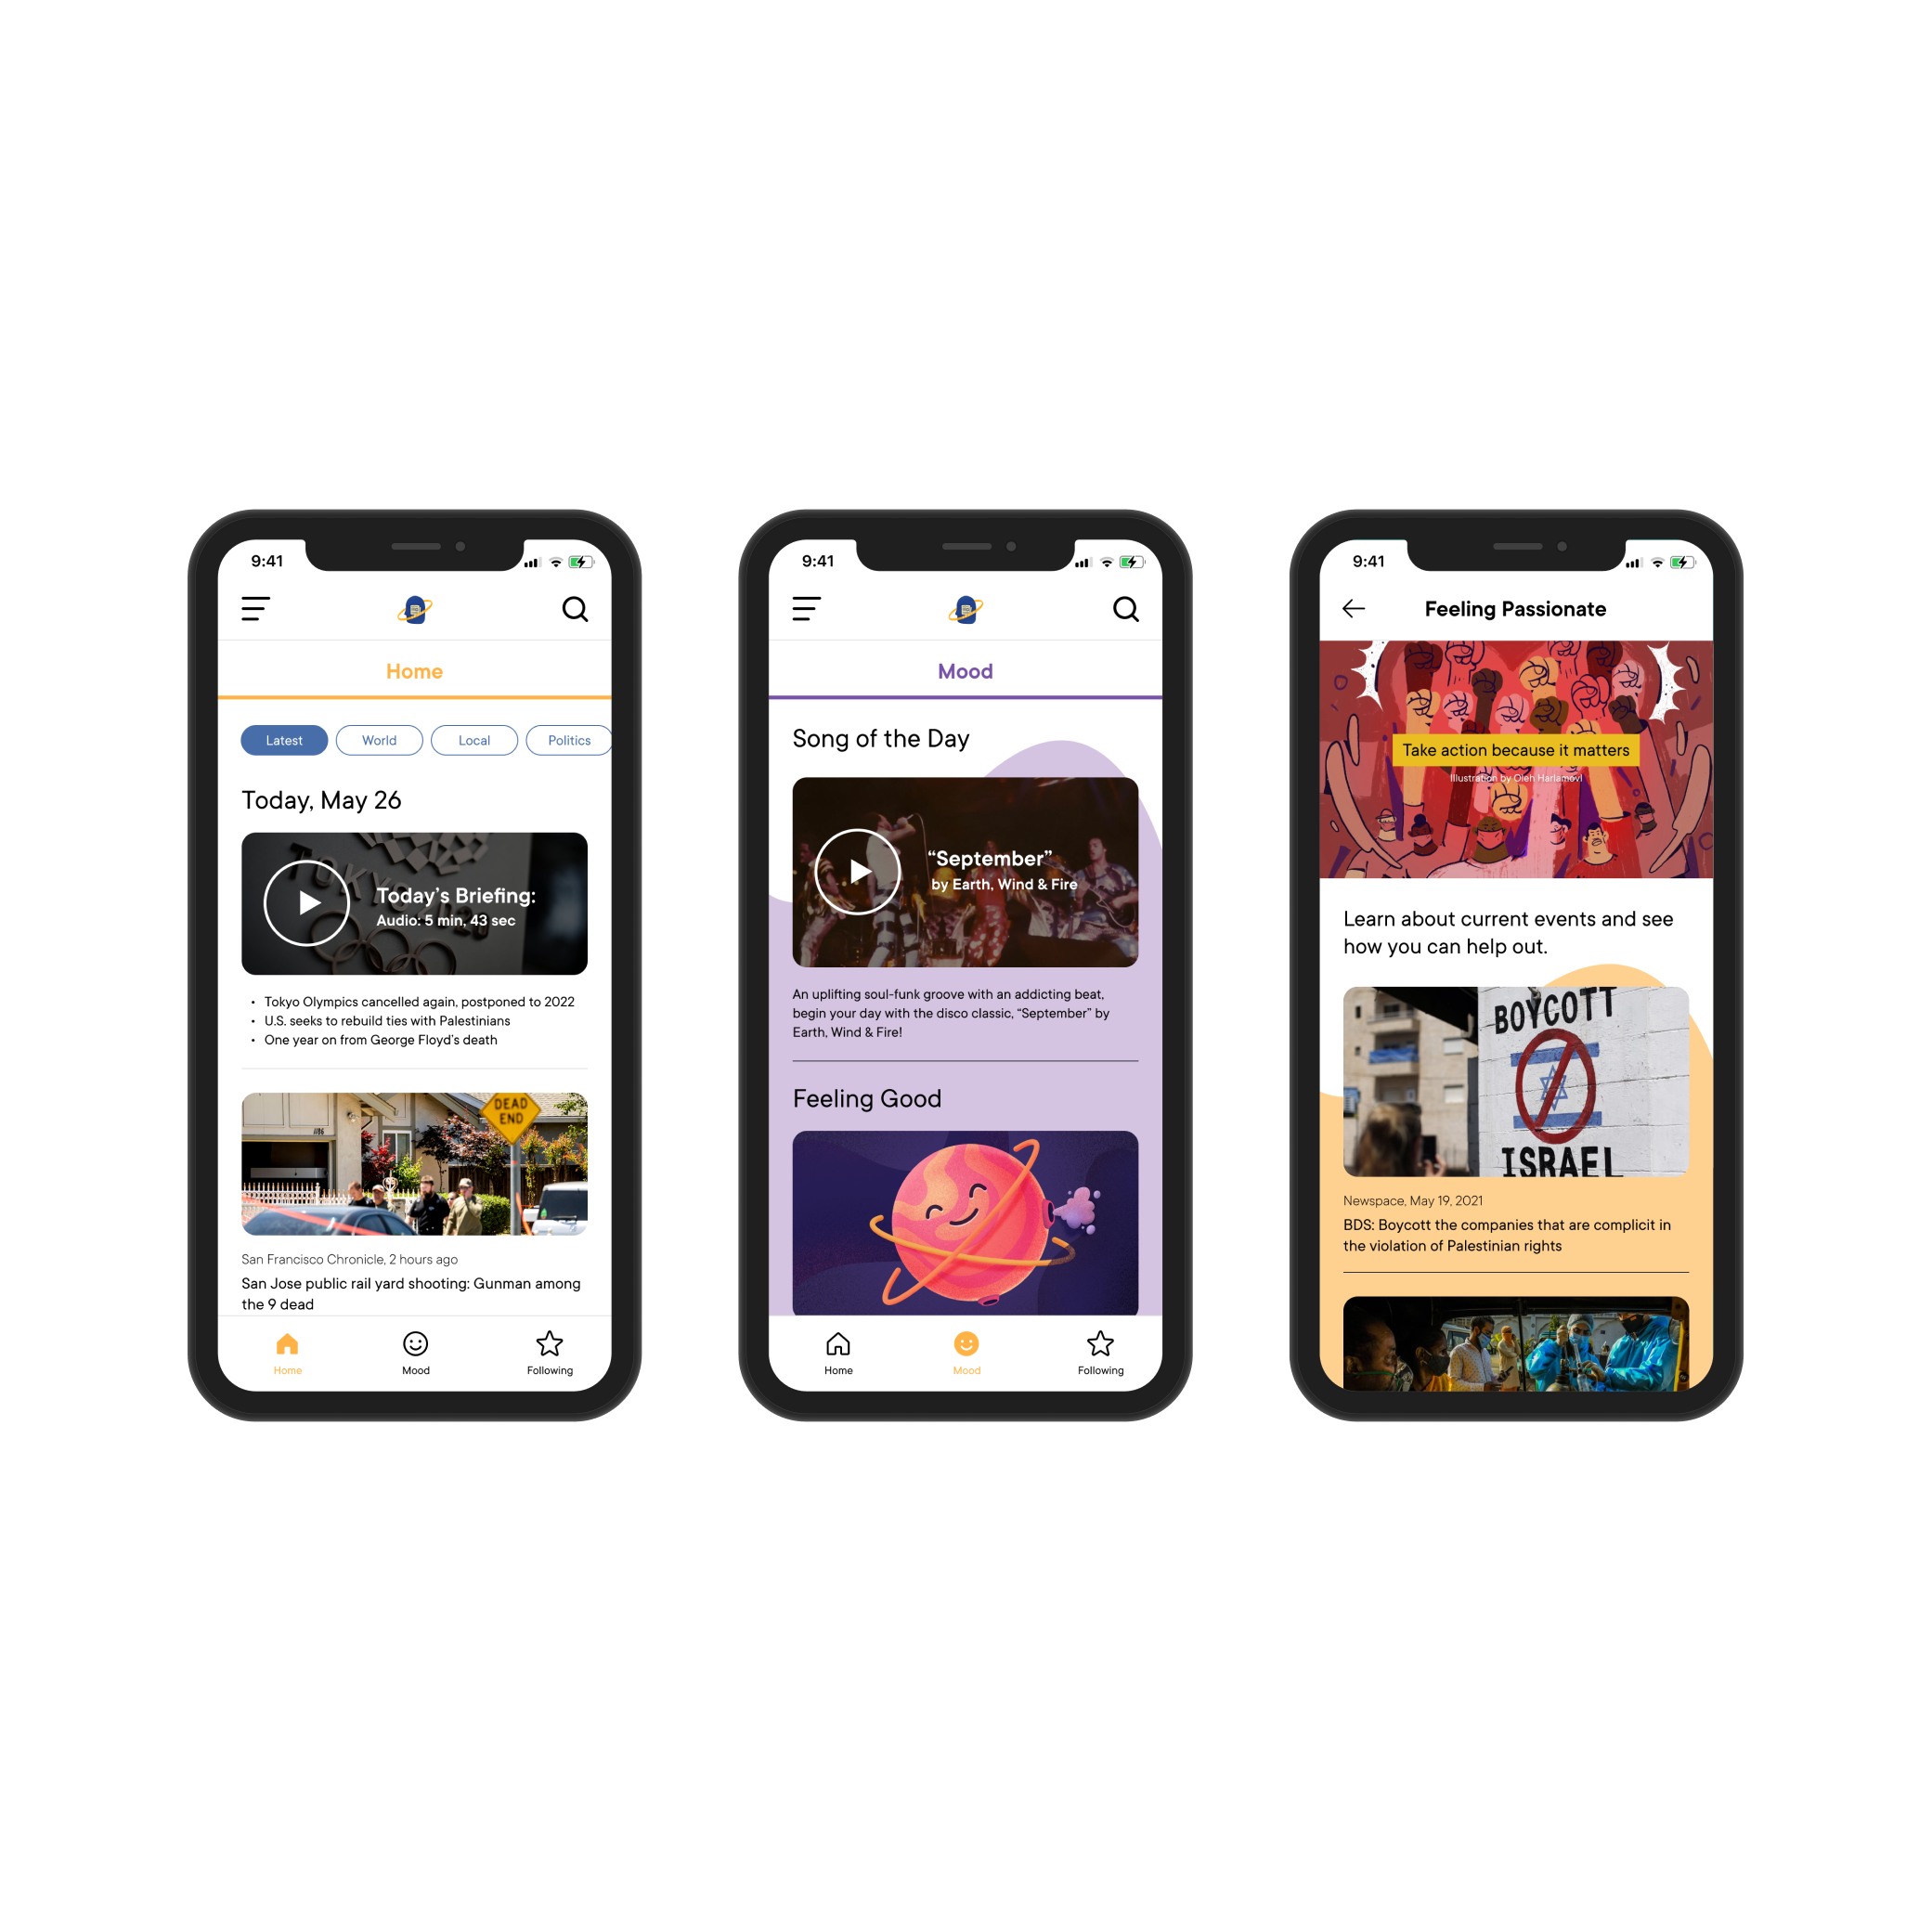 9:41
Home
Latest
World
Local
Politics
Today, May 26
TOKYO
Today's Briefing:
Audio: 5 min, 43 sec
• Tokyo Olympics cancelled again, postponed to 2022
• U.S. seeks to rebuild ties with Palestinians
• One year on from George Floyd's death
DEAD
END
1186
San Francisco Chronicle, 2 hours ago
San Jose public rail yard shooting: Gunman among
the 9 dead
Home
Mood
Following
9:41
Mood
Song of the Day
“September”
by Earth, Wind & Fire
An uplifting soul-funk groove with an addicting beat,
begin your day with the disco classic, “September” by
Earth, Wind & Fire!
Feeling Good
Home
Mood
Following
9:41
Feeling Passionate
Take action because it matters
Illustration by Oleh Harlamovi
Learn about current events and see
how you can help out.
BOYCOTT
ISRAEL
Newspace, May 19, 2021
BDS: Boycott the companies that are complicit in
the violation of Palestinian rights